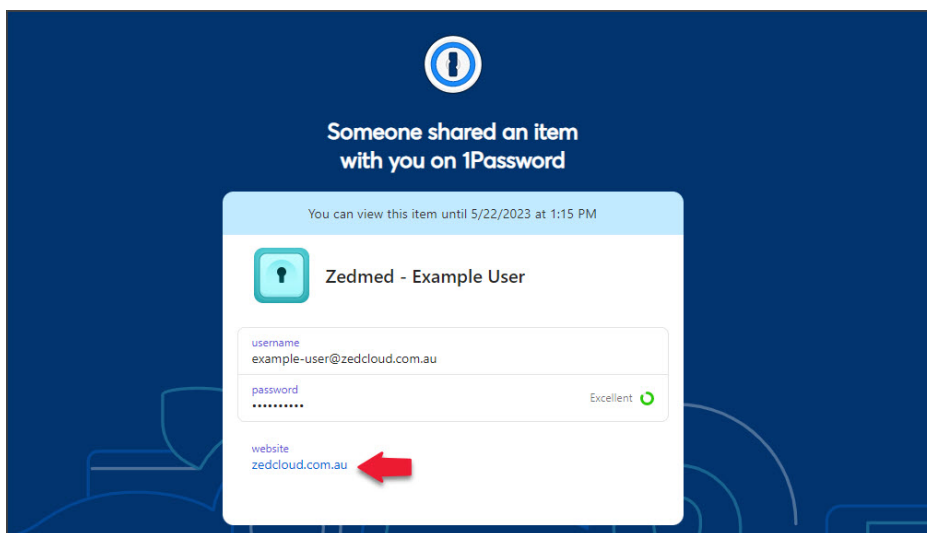 Someone shared an item
with you on 1Password
You can view this item until 5/22/2023 at 1:15 PM
Zedmed - Example User
username
example-user@zedcloud.com.au
password
••••••••••
Excellent
website
zedcloud.com.au